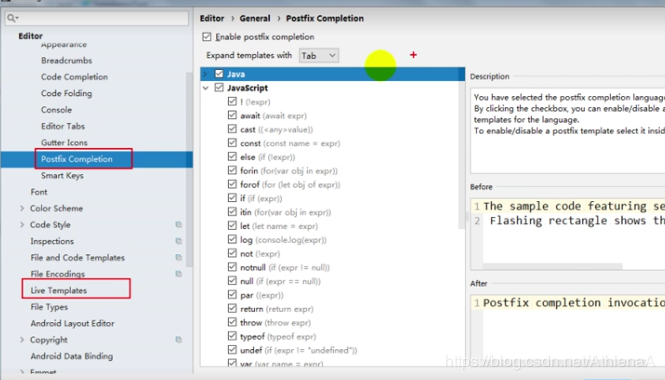 Editor
Appearance
Breadcrumbs
Code Completion
Code Folding
Console
Editor Tabs
Gutter Icons
Postfix Completion
Smart Keys
Font
Color Scheme
Code Style
Inspections
File and Code Templates
File Encodings
Live Templates
File Types
Android Layout Editor
Copyright
Android Data Binding
Emmet
Editor › General › Postfix Completion
Enable postfix completion
Expand templates with Tab
Java
JavaScript
! (!expr)
await (await expr)
cast ((<any>value))
const (const name = expr)
else (if (!expr))
forin (for(var obj in expr))
forof (for (let obj of expr))
if (if (expr))
itin (for(var obj in expr))
let (let name = expr)
log (console.log(expr))
not (!expr)
notnull (if (expr != null))
null (if (expr == null))
par ((expr))
return (return expr)
throw (throw expr)
typeof (typeof expr)
undef (if (expr != "undefined"))
var (var name = expr)
Description
You have selected the postfix completion language
By clicking the checkbox, you can enable/disable a
templates for the language.
To enable/disable a postfix template select it insid
Before
1 The sample code featuring se
2 Flashing rectangle shows th
After
1 Postfix completion invocatio
https://blog.csdn.net/AthlenaA